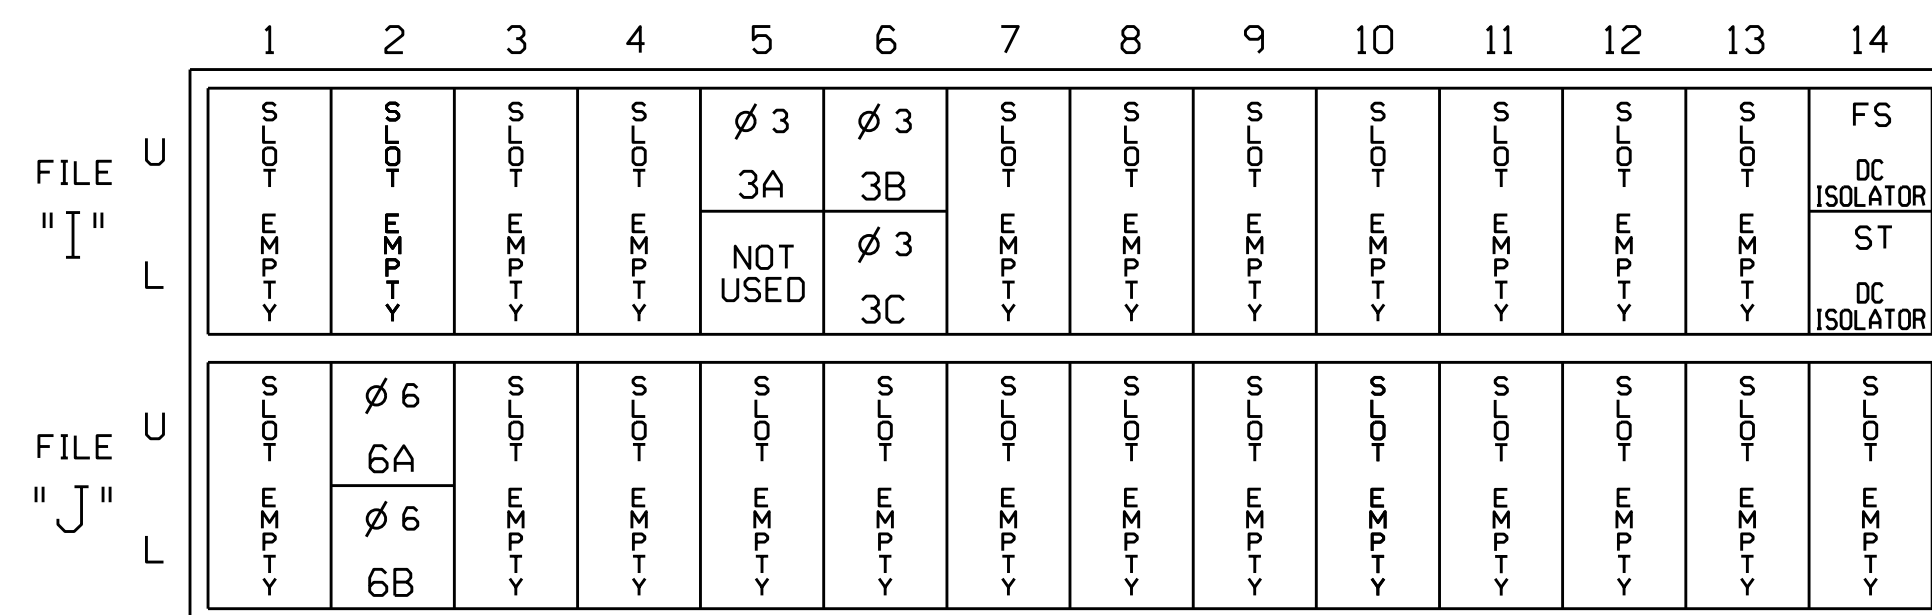 1 2 3 4 5 6 7 8 9 10 11 12 13 14
FILE
"I"
U
L
SLOT EMPTY
SLOT EMPTY
SLOT EMPTY
SLOT EMPTY
Ø 3
3A
NOT
USED
Ø 3
3B
Ø 3
3C
SLOT EMPTY
SLOT EMPTY
SLOT EMPTY
SLOT EMPTY
SLOT EMPTY
SLOT EMPTY
SLOT EMPTY
FS
DC
ISOLATOR
ST
DC
ISOLATOR
FILE
"J"
U
L
SLOT EMPTY
Ø 6
6A
Ø 6
6B
SLOT EMPTY
SLOT EMPTY
SLOT EMPTY
SLOT EMPTY
SLOT EMPTY
SLOT EMPTY
SLOT EMPTY
SLOT EMPTY
SLOT EMPTY
SLOT EMPTY
SLOT EMPTY
SLOT EMPTY